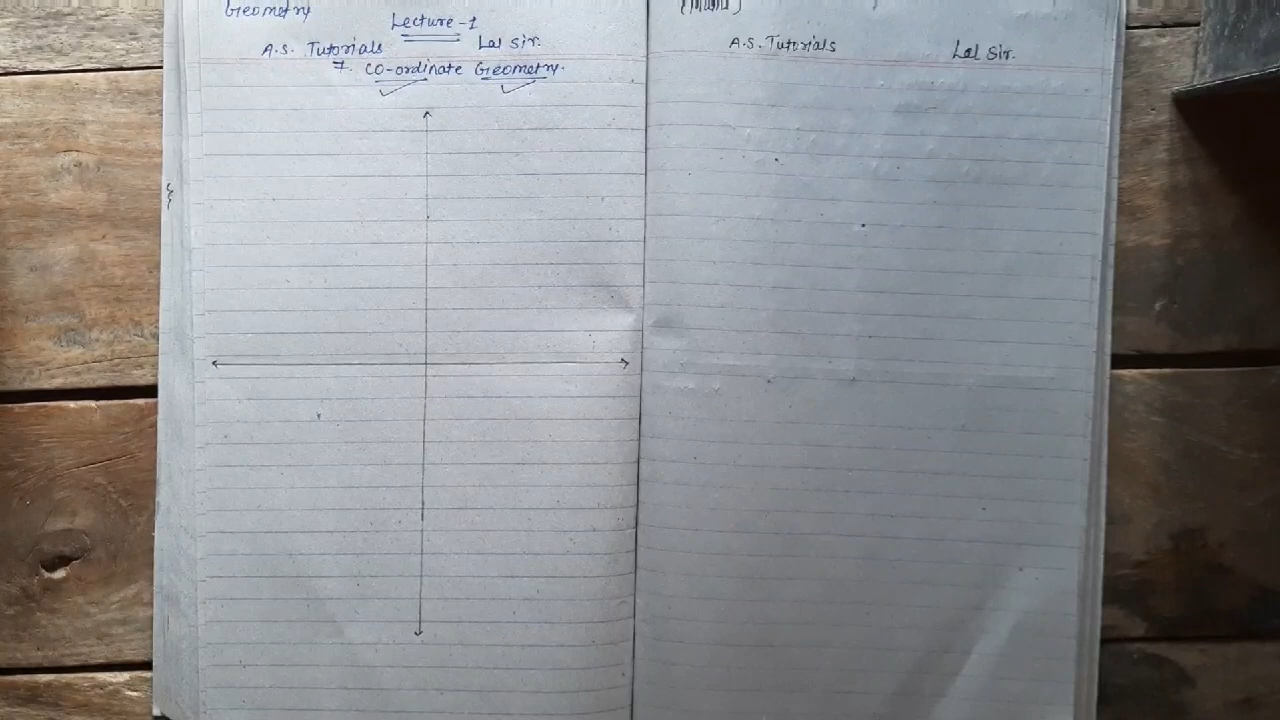 Geometry
Lecture-1
A.S. Tutorials Lal Sir.
7. CO-ordinate Geometry.
A.S. Tutorials Lal Sir.